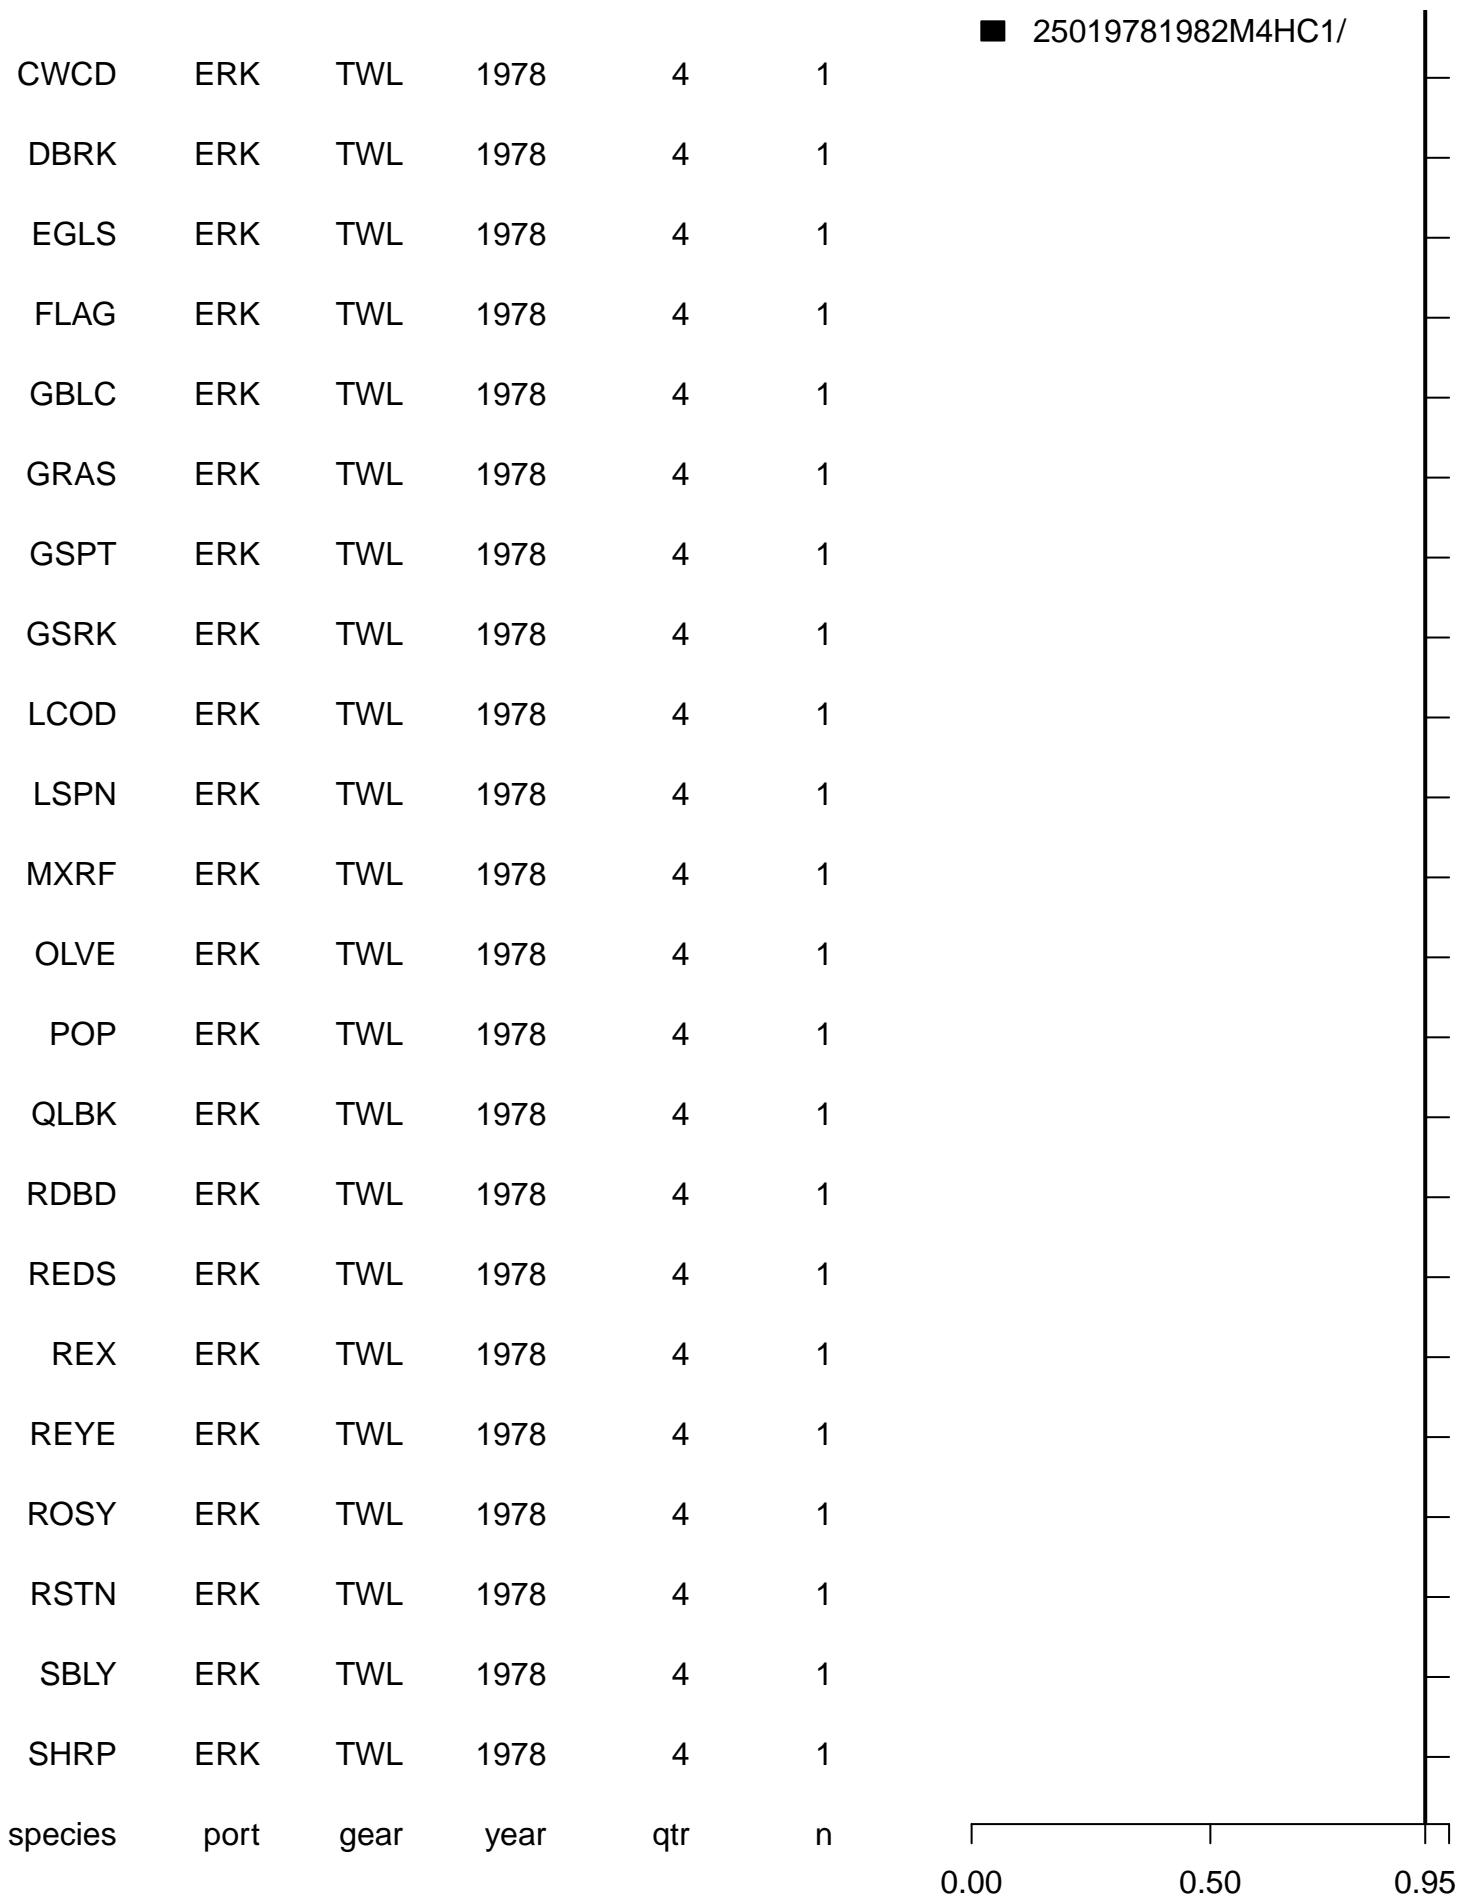 25019781982M4HC1/
CWCD ERK TWL 1978 4 1
DBRK ERK TWL 1978 4 1
EGLS ERK TWL 1978 4 1
FLAG ERK TWL 1978 4 1
GBLC ERK TWL 1978 4 1
GRAS ERK TWL 1978 4 1
GSPT ERK TWL 1978 4 1
GSRK ERK TWL 1978 4 1
LCOD ERK TWL 1978 4 1
LSPN ERK TWL 1978 4 1
MXRF ERK TWL 1978 4 1
OLVE ERK TWL 1978 4 1
POP ERK TWL 1978 4 1
QLBK ERK TWL 1978 4 1
RDBD ERK TWL 1978 4 1
REDS ERK TWL 1978 4 1
REX ERK TWL 1978 4 1
REYE ERK TWL 1978 4 1
ROSY ERK TWL 1978 4 1
RSTN ERK TWL 1978 4 1
SBLY ERK TWL 1978 4 1
SHRP ERK TWL 1978 4 1
species port gear year qtr n
0.00 0.50 0.95